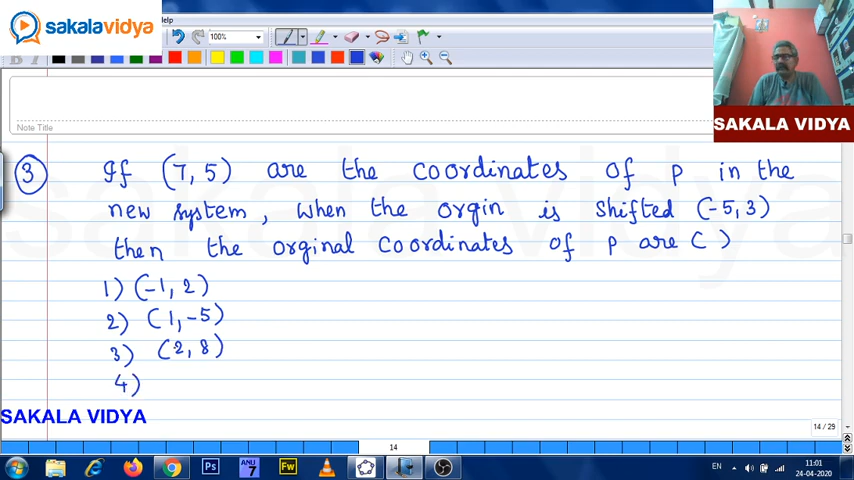 sakalavidya
Help
100%
SAKALA VIDYA
Note Title
3 If (7, 5) are the coordinates of P in the
new system, when the orgin is shifted (-5, 3)
then the orginal coordinates of P are ( )
1) (-1, 2)
2) (1, -5)
3) (2, 8)
4)
SAKALA VIDYA
14 / 29
14
EN
11:01
24-04-2020